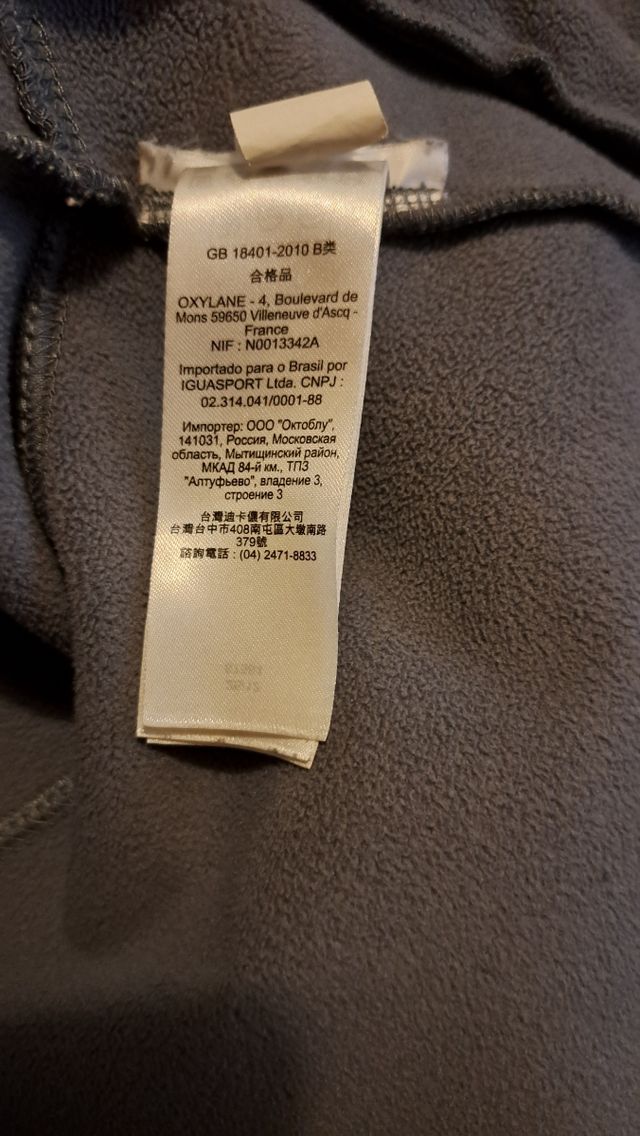 GB 18401-2010 B类
合格品
OXYLANE - 4, Boulevard de
Mons 59650 Villeneuve d'Ascq -
France
NIF : N0013342A
Importado para o Brasil por
IGUASPORT Ltda. CNPJ :
02.314.041/0001-88
Импортер: ООО "Октоблу",
141031, Россия, Московская
область, Мытищинский район,
МКАД 84-й км., ТПЗ
"Алтуфьево", владение 3,
строение 3
台灣迪卡儂有限公司
台灣台中市408南屯區大墩南路
379號
諮詢電話 : (04) 2471-8833